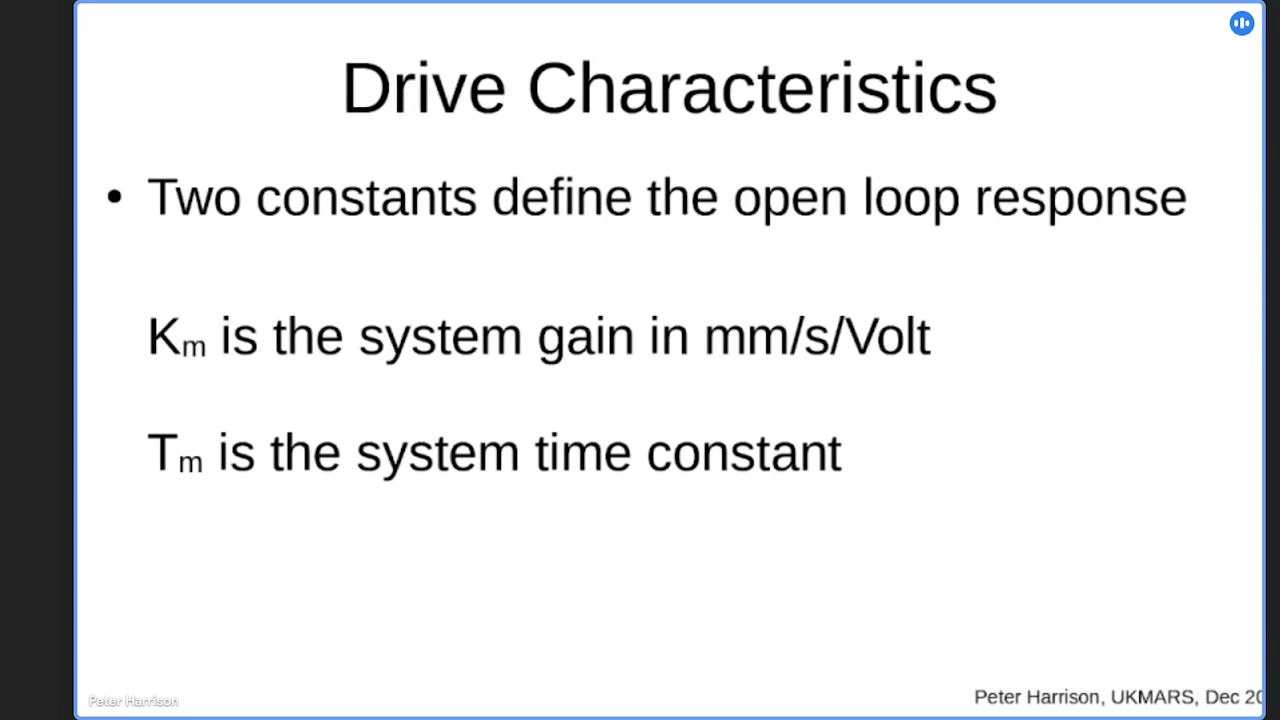 Drive Characteristics
• Two constants define the open loop response
Km is the system gain in mm/s/Volt
Tm is the system time constant
Peter Harrison
Peter Harrison, UKMARS, Dec 20